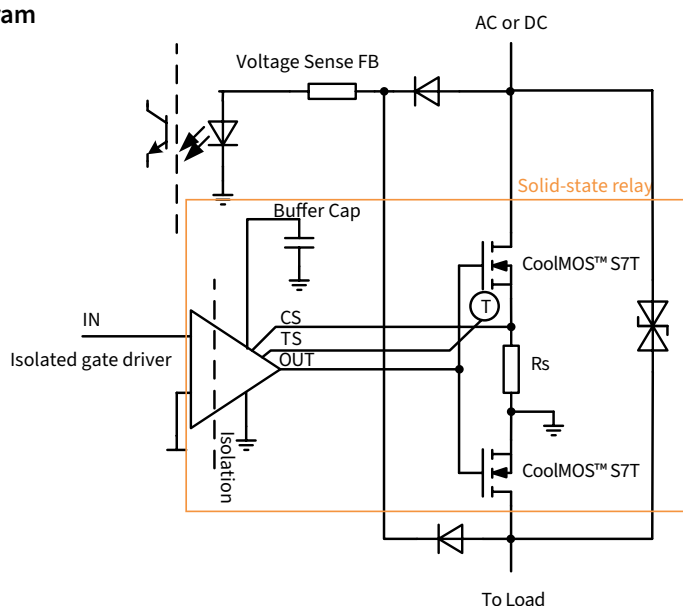 ram
AC or DC
Voltage Sense FB
Solid-state relay
Buffer Cap
CoolMOS™ S7T
T
IN
CS
TS
Isolated gate driver
OUT
Rs
Isolation
CoolMOS™ S7T
To Load